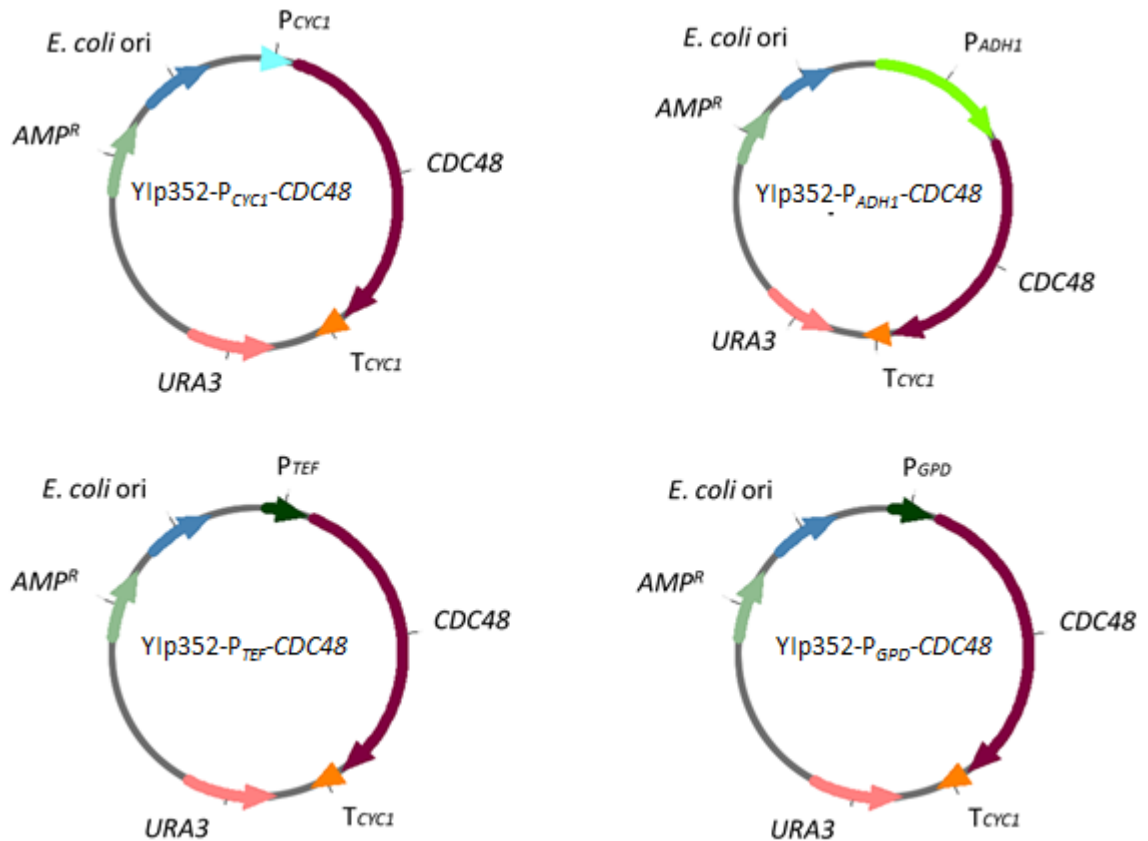 PCYC1
E. coli ori
AMPR
CDC48
YIp352-PCYC1-CDC48
URA3
TCYC1
PADH1
E. coli ori
AMPR
YIp352-PADH1-CDC48
CDC48
URA3
TCYC1
PTEF
E. coli ori
AMPR
CDC48
YIp352-PTEF-CDC48
URA3
TCYC1
PGPD
E. coli ori
AMPR
CDC48
YIp352-PGPD-CDC48
URA3
TCYC1